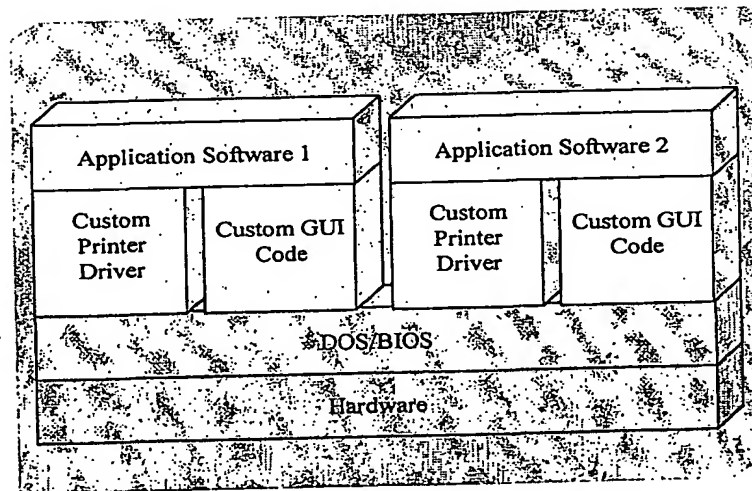 Application Software 1
Application Software 2
Custom
Printer
Driver
Custom GUI
Code
Custom
Printer
Driver
Custom GUI
Code
DOS/BIOS
Hardware